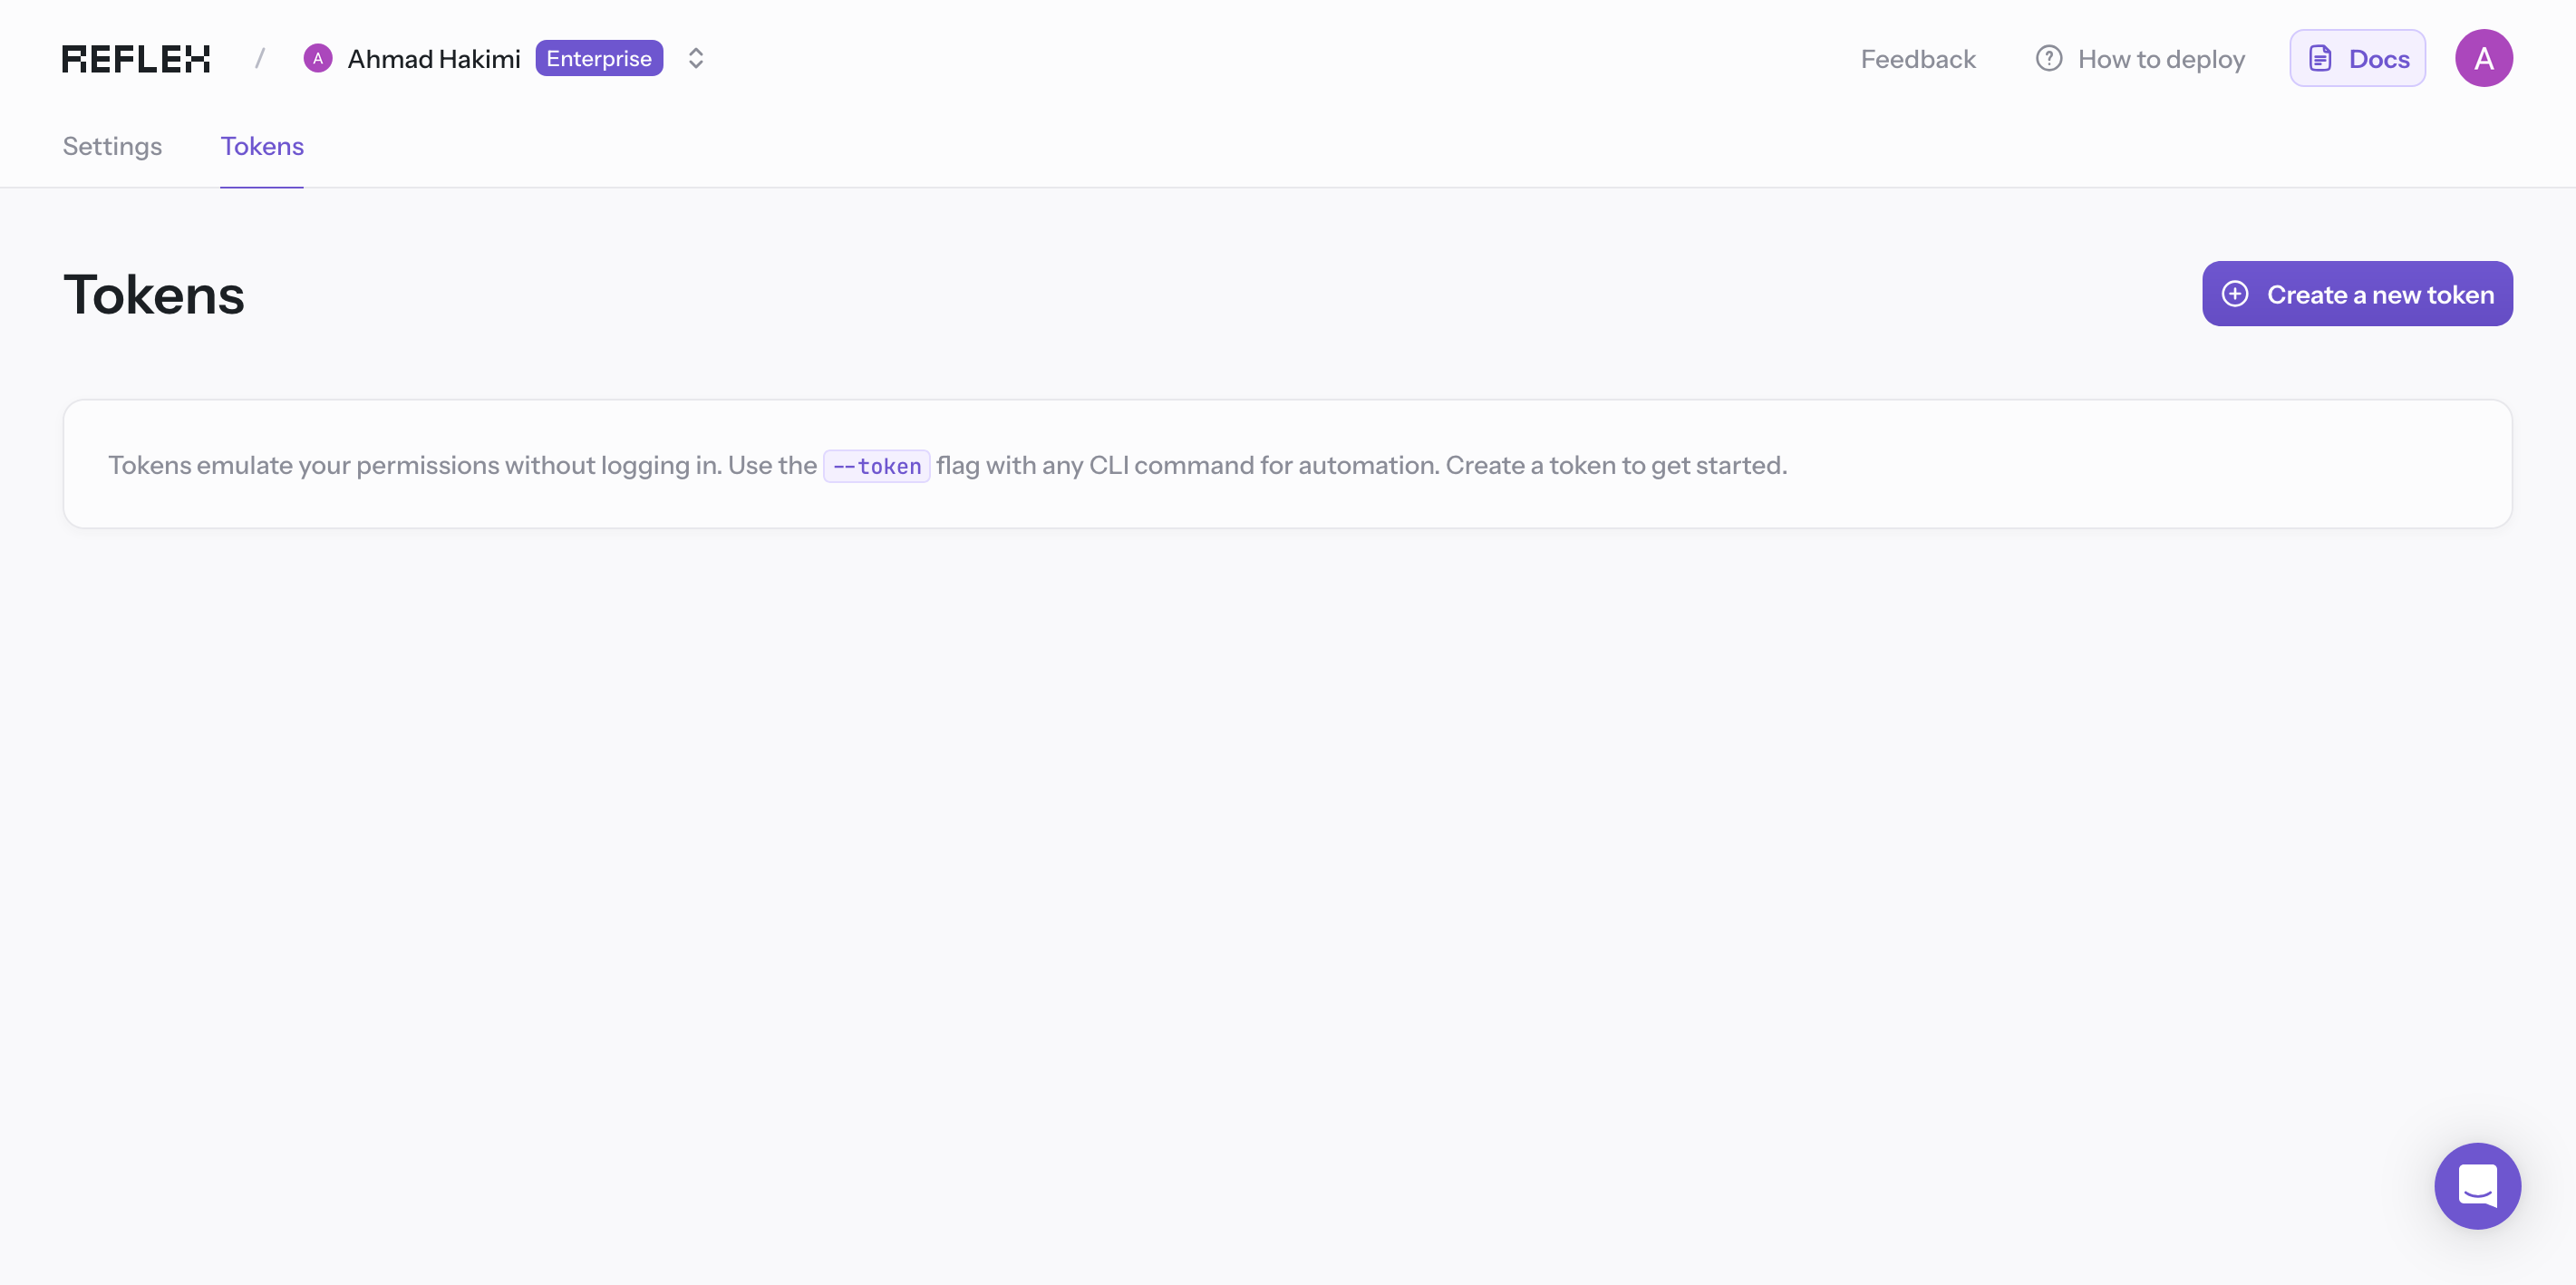 REFLEX / A Ahmad Hakimi Enterprise Feedback How to deploy Docs A
Settings Tokens
Tokens Create a new token
Tokens emulate your permissions without logging in. Use the --token flag with any CLI command for automation. Create a token to get started.